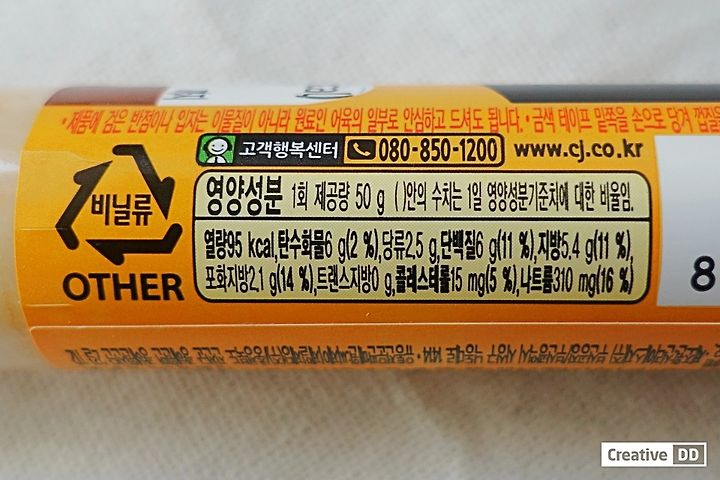 • 제품에 검은 반점이나 입자는 이물질이 아니라 원료인 어육의 일부로 안심하고 드셔도 됩니다. • 금색 테이프 밑쪽을 손으로 당겨 껍질을
고객행복센터 080-850-1200 www.cj.co.kr
비닐류
OTHER
영양성분 1회 제공량 50 g ( )안의 수치는 1일 영양성분기준치에 대한 비율임.
열량95 kcal,탄수화물6 g(2 %),당류2.5 g,단백질6 g(11 %),지방5.4 g(11 %),
포화지방2.1 g(14 %),트랜스지방0 g,콜레스테롤15 mg(5 %),나트륨310 mg(16 %)
8
Creative DD